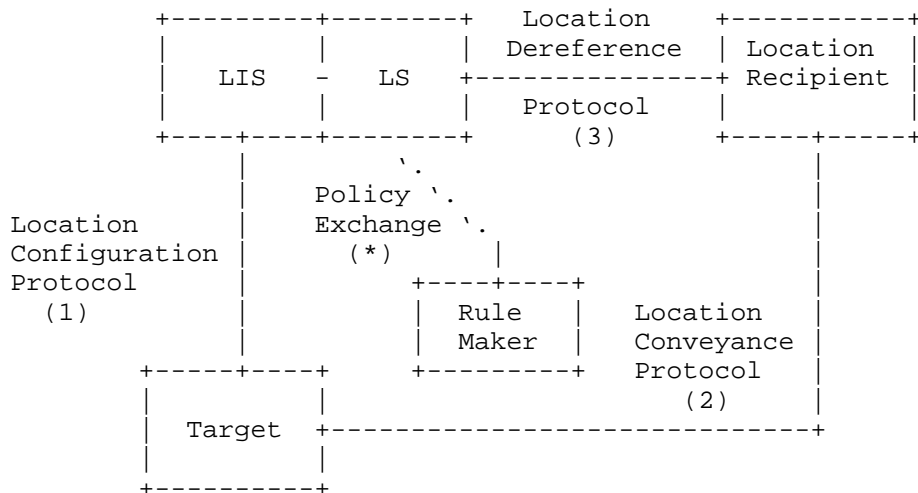 Location
Dereference
LIS
LS
Location
Recipient
Protocol
(3)
Policy
Exchange
(*)
Location
Configuration
Protocol
(1)
Rule
Maker
Location
Conveyance
Protocol
(2)
Target